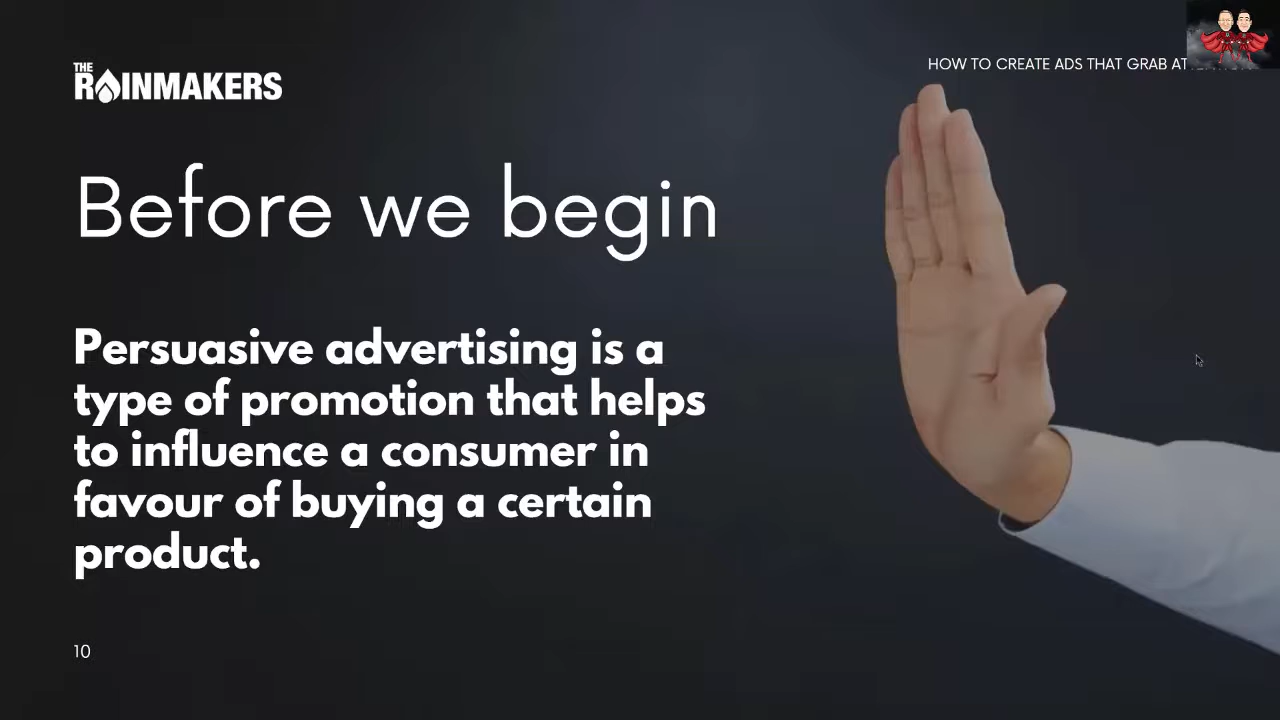 THE
RAINMAKERS
HOW TO CREATE ADS THAT GRAB
Before we begin
Persuasive advertising is a
type of promotion that helps
to influence a consumer in
favour of buying a certain
product.
10